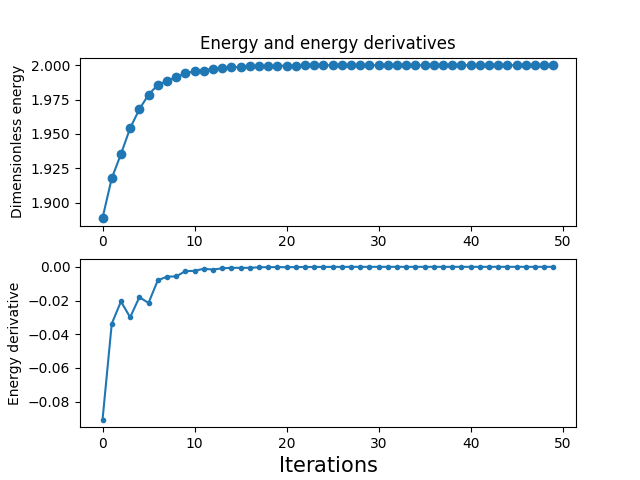 Energy and energy derivatives
Dimensionless energy
2.000
1.975
1.950
1.925
1.900
0 10 20 30 40 50
Energy derivative
0.00
−0.02
−0.04
−0.06
−0.08
0 10 20 30 40 50
Iterations